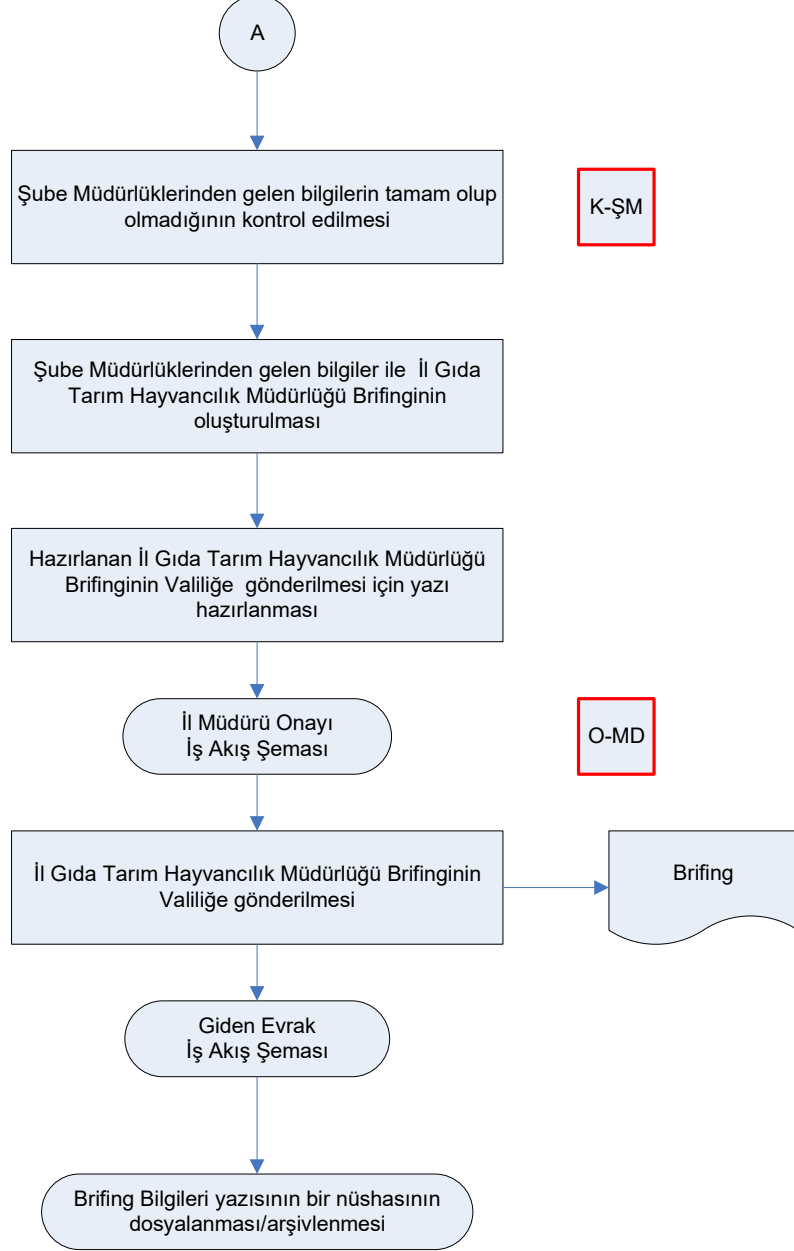 A
Şube Müdürlüklerinden gelen bilgilerin tamam olup
olmadığının kontrol edilmesi
K-ŞM
Şube Müdürlüklerinden gelen bilgiler ile İl Gıda
Tarım Hayvancılık Müdürlüğü Brifinginin
oluşturulması
Hazırlanan İl Gıda Tarım Hayvancılık Müdürlüğü
Brifinginin Valiliğe gönderilmesi için yazı
hazırlanması
İl Müdürü Onayı
İş Akış Şeması
O-MD
İl Gıda Tarım Hayvancılık Müdürlüğü Brifinginin
Valiliğe gönderilmesi
Brifing
Giden Evrak
İş Akış Şeması
Brifing Bilgileri yazısının bir nüshasının
dosyalanması/arşivlenmesi